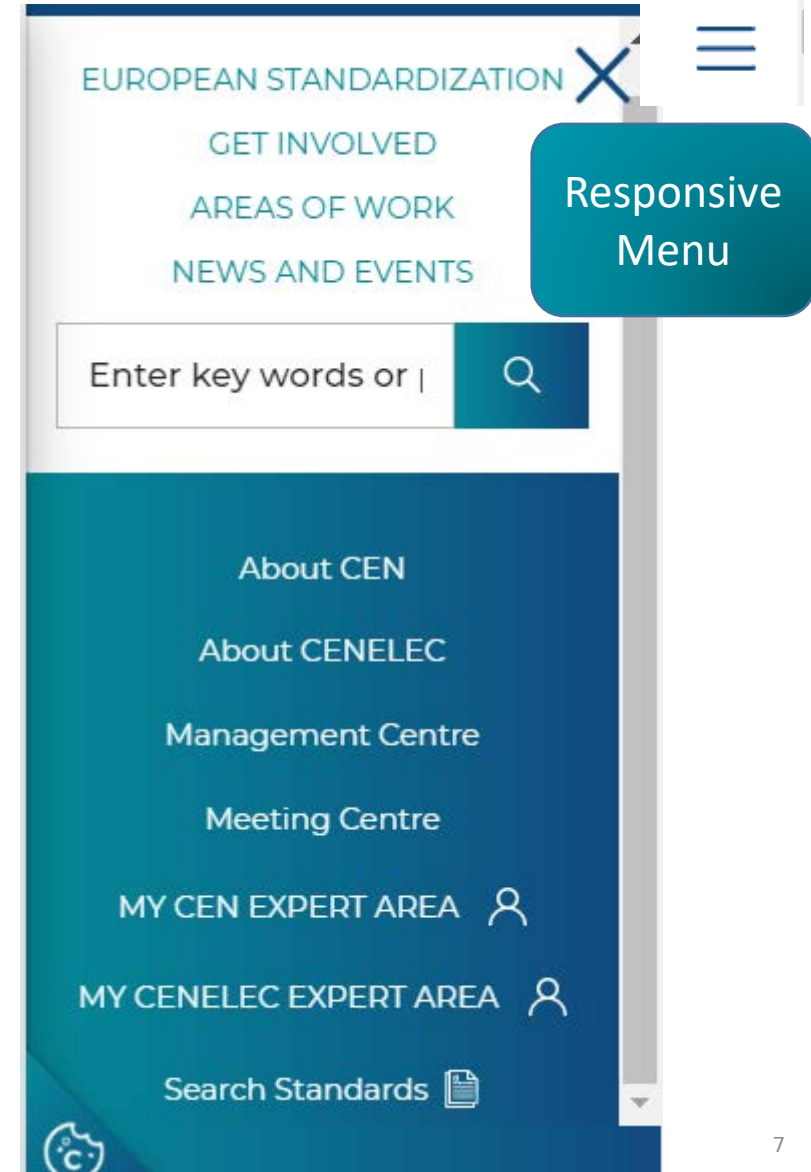 EUROPEAN STANDARDIZATION
GET INVOLVED
AREAS OF WORK
NEWS AND EVENTS
Responsive
Menu
Enter key words or |
About CEN
About CENELEC
Management Centre
Meeting Centre
MY CEN EXPERT AREA
MY CENELEC EXPERT AREA
Search Standards
7